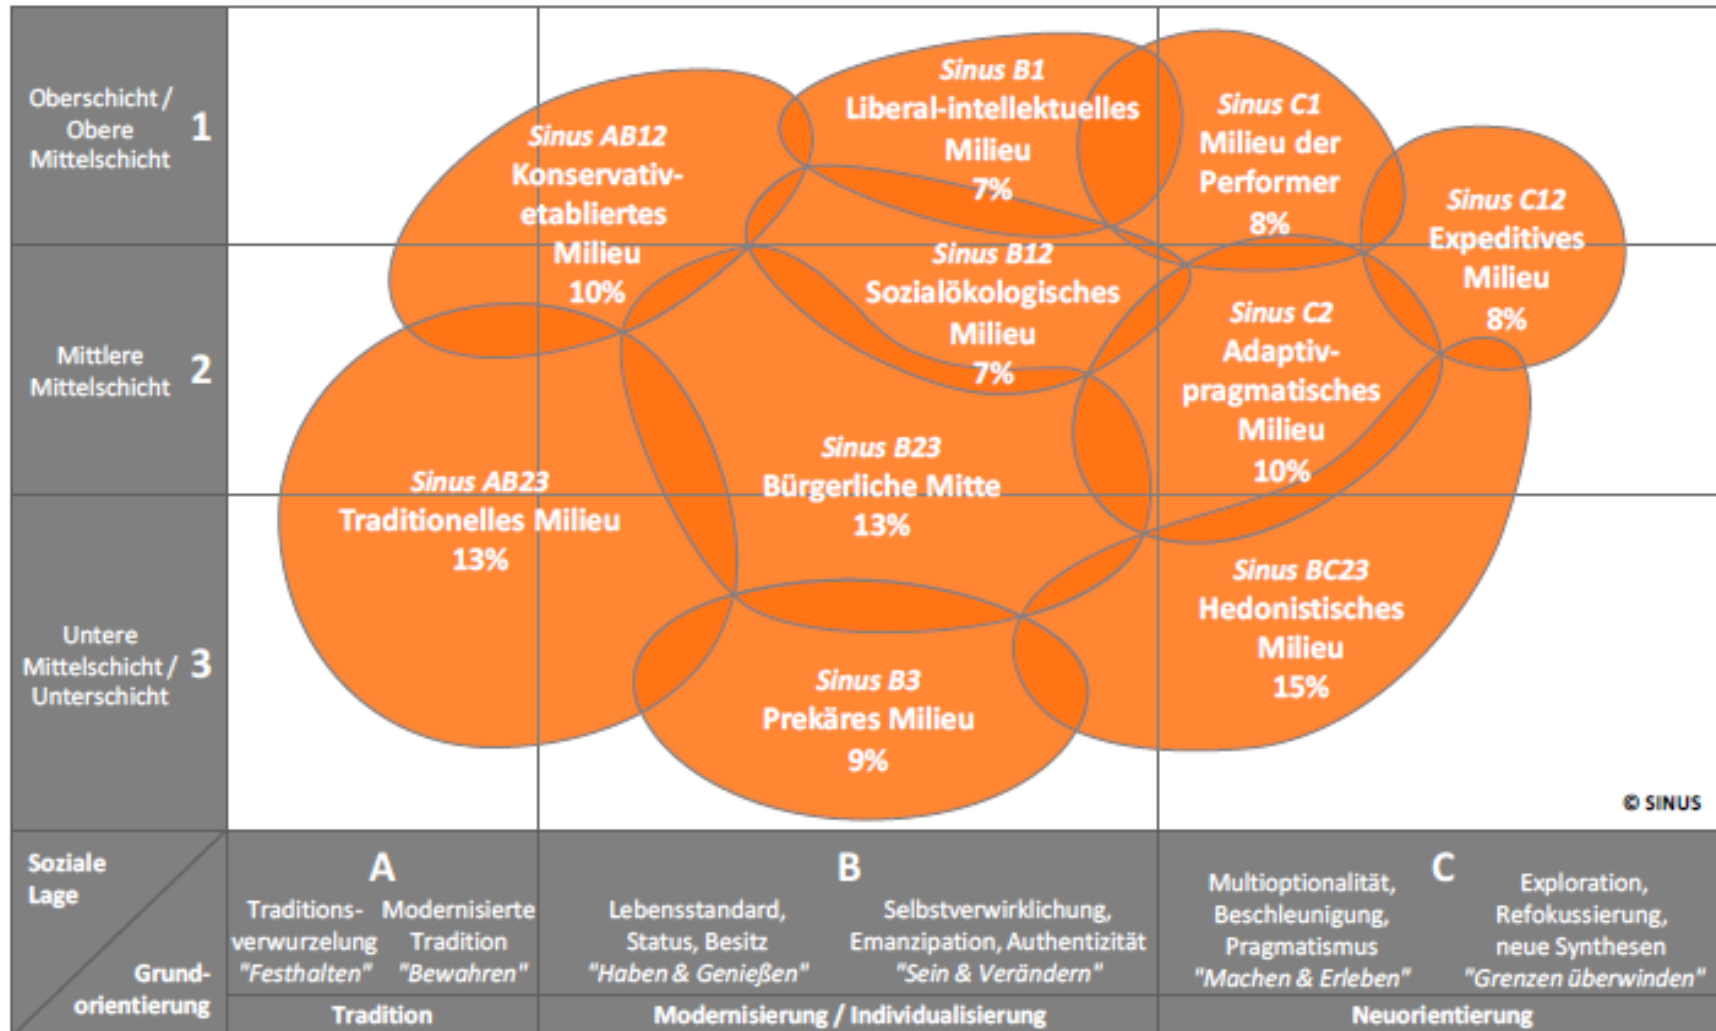 Oberschicht /
Obere
Mittelschicht
1
Mittlere
Mittelschicht
2
Untere
Mittelschicht /
Unterschicht
3
Sinus AB12
Konservativ-
etabliertes
Milieu
10%
Sinus B1
Liberal-intellektuelles
Milieu
7%
Sinus C1
Milieu der
Performer
8%
Sinus C12
Expeditives
Milieu
8%
Sinus B12
Sozialökologisches
Milieu
7%
Sinus C2
Adaptiv-
pragmatisches
Milieu
10%
Sinus AB23
Traditionelles Milieu
13%
Sinus B23
Bürgerliche Mitte
13%
Sinus BC23
Hedonistisches
Milieu
15%
Sinus B3
Prekäres Milieu
9%
© SINUS
Soziale
Lage
Grund-
orientierung
A
Traditions-
verwurzelung
"Festhalten"
Modernisierte
Tradition
"Bewahren"
Tradition
B
Lebensstandard,
Status, Besitz
"Haben & Genießen"
Selbstverwirklichung,
Emanzipation, Authentizität
"Sein & Verändern"
Modernisierung / Individualisierung
C
Multioptionalität,
Beschleunigung,
Pragmatismus
"Machen & Erleben"
Exploration,
Refokussierung,
neue Synthesen
"Grenzen überwinden"
Neuorientierung